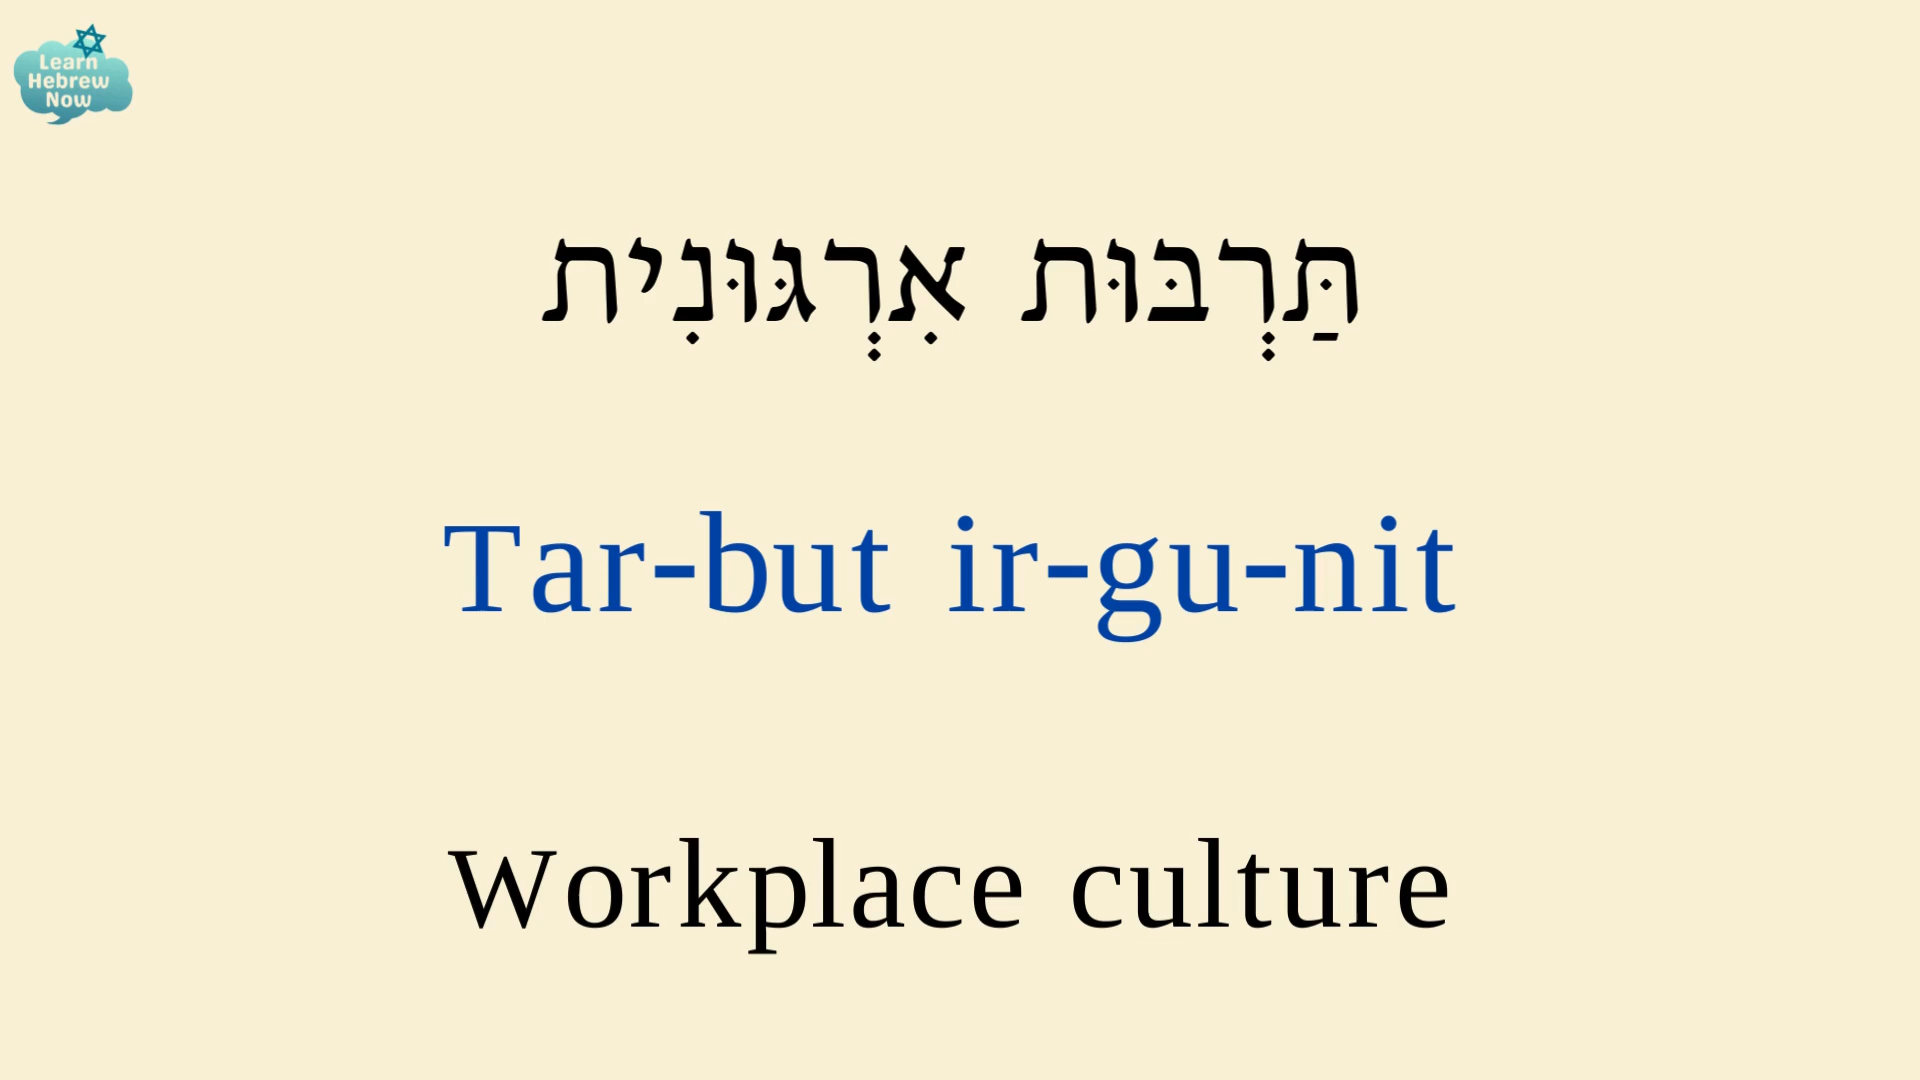 Learn
Hebrew
Now
תַּרְבּוּת אִרְגּוּנִית
Tar-but ir-gu-nit
Workplace culture